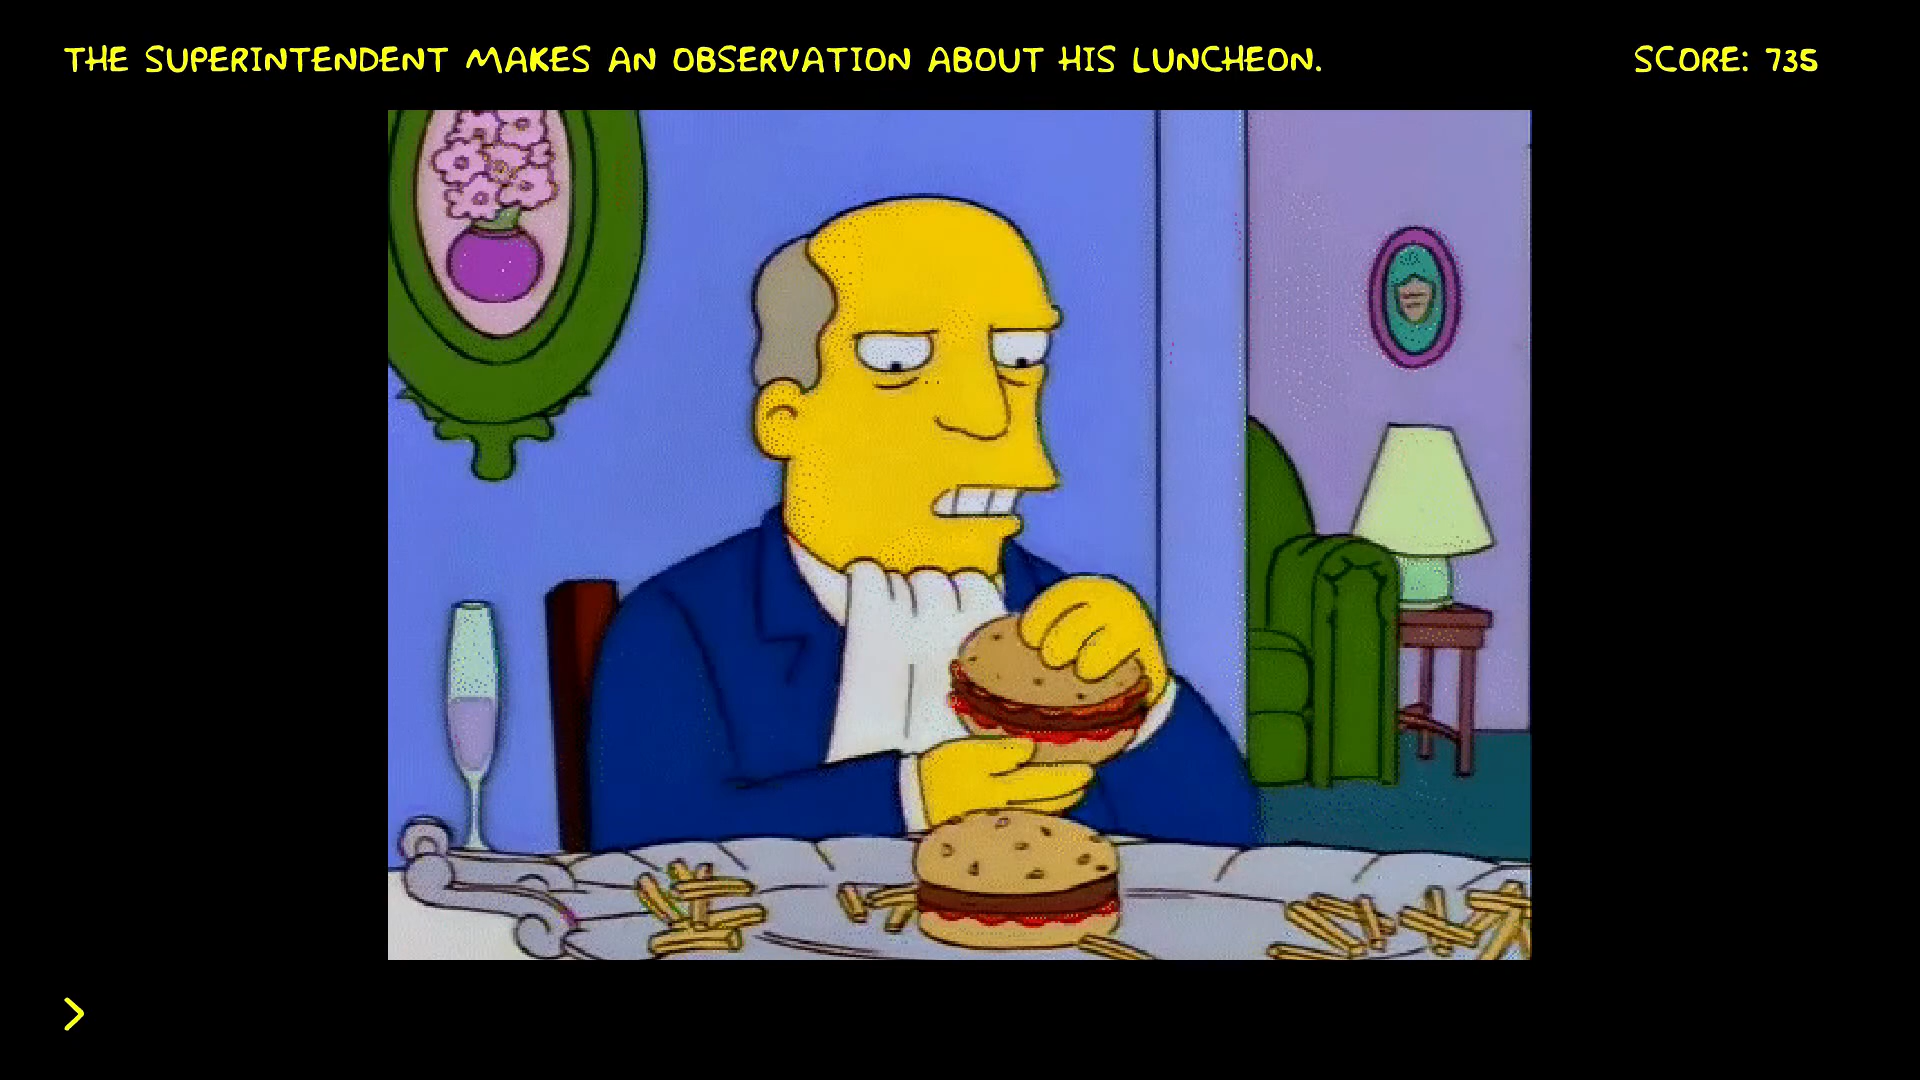 THE SUPERINTENDENT MAKES AN OBSERVATION ABOUT HIS LUNCHEON.
SCORE: 735
>